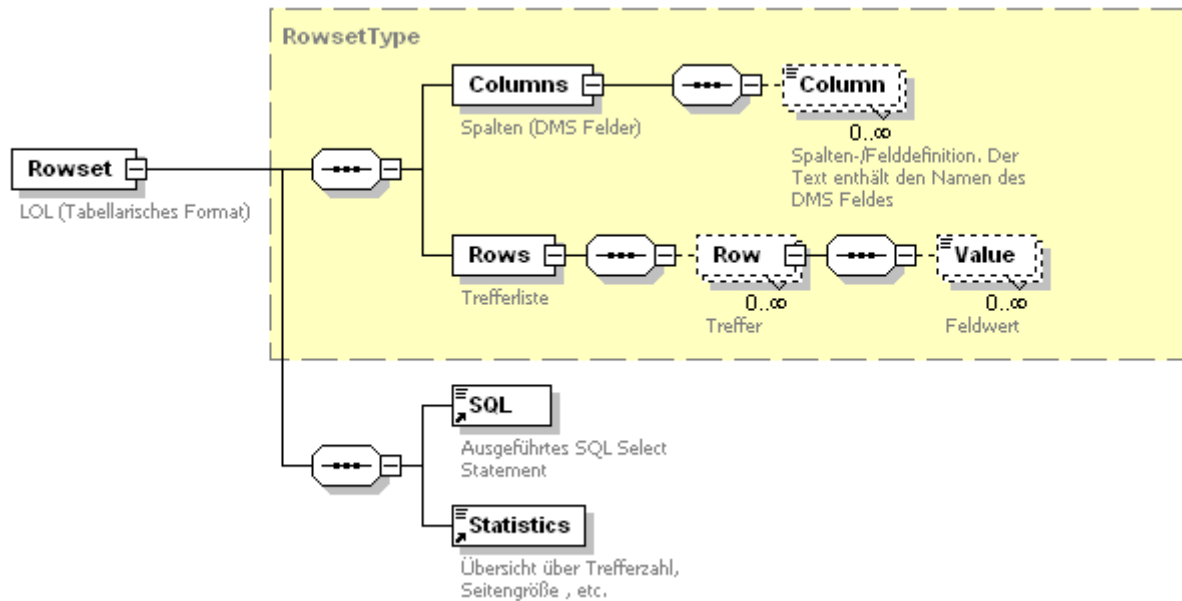 RowsetType
Columns
Spalten (DMS Felder)
Column
0..∞
Spalten-/Felddefinition. Der
Text enthält den Namen des
DMS Feldes
Rowset
LOL (Tabellarisches Format)
Rows
Trefferliste
Row
0..∞
Treffer
Value
0..∞
Feldwert
SQL
Ausgeführtes SQL Select
Statement
Statistics
Übersicht über Trefferzahl,
Seitengröße , etc.